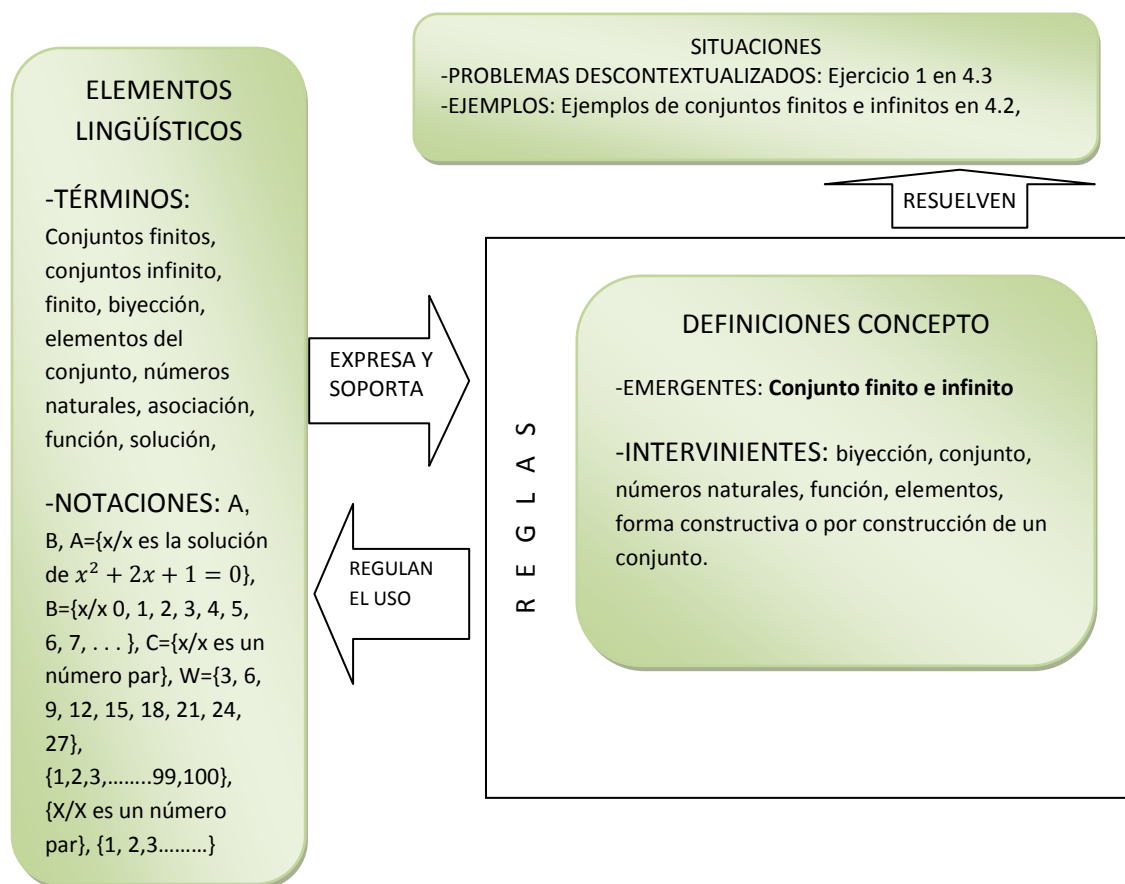 ELEMENTOS
LINGÜÍSTICOS
-TÉRMINOS:
Conjuntos finitos,
conjuntos infinito,
finito, biyección,
elementos del
conjunto, números
naturales, asociación,
función, solución,
-NOTACIONES: A,
B, A={x/x es la solución
de $x^2 + 2x + 1 = 0$},
B={x/x 0, 1, 2, 3, 4, 5,
6, 7, . . . }, C={x/x es un
número par}, W={3, 6,
9, 12, 15, 18, 21, 24,
27},
{1,2,3,........99,100},
{X/X es un número
par}, {1, 2,3.........}
EXPRESA Y
SOPORTA
REGULAN
EL USO
SITUACIONES
-PROBLEMAS DESCONTEXTUALIZADOS: Ejercicio 1 en 4.3
-EJEMPLOS: Ejemplos de conjuntos finitos e infinitos en 4.2,
RESUELVEN
R E G L A S
DEFINICIONES CONCEPTO
-EMERGENTES: Conjunto finito e infinito
-INTERVINIENTES: biyección, conjunto,
números naturales, función, elementos,
forma constructiva o por construcción de un
conjunto.